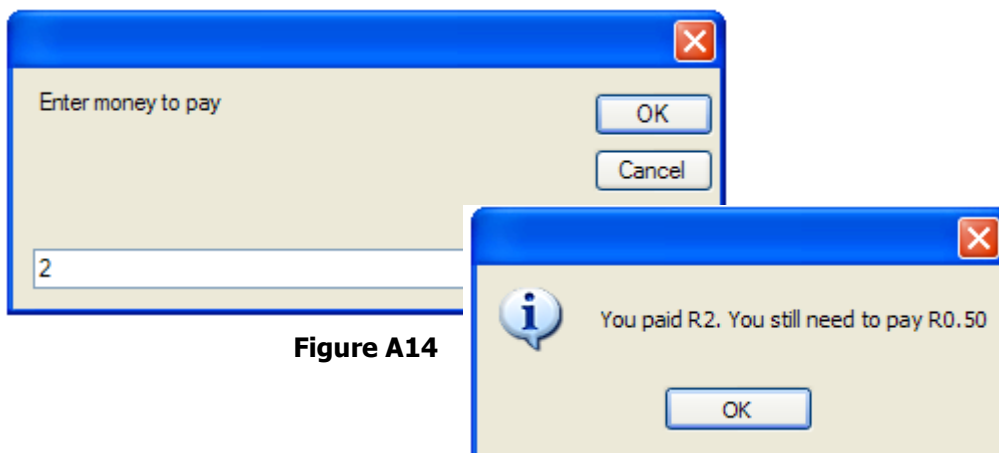 Enter money to pay
OK
Cancel
2
Figure A14
You paid R2. You still need to pay R0.50
OK